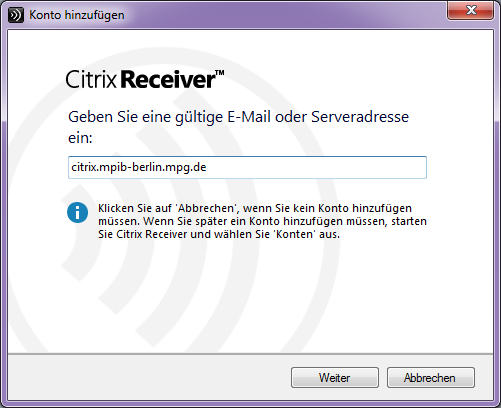 Konto hinzufügen
Citrix Receiver™
Geben Sie eine gültige E-Mail oder Serveradresse
ein:
citrix.mpib-berlin.mpg.de
Klicken Sie auf 'Abbrechen', wenn Sie kein Konto hinzufügen
müssen. Wenn Sie später ein Konto hinzufügen müssen, starten
Sie Citrix Receiver und wählen Sie 'Konten' aus.
Weiter
Abbrechen